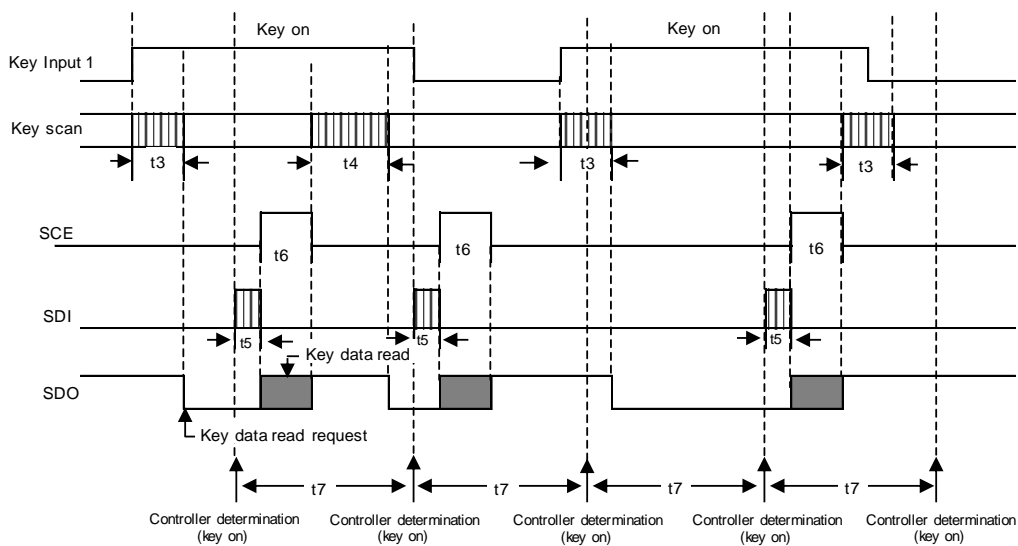 Key on
Key on
Key Input 1
Key scan
t3
t4
t3
t3
SCE
t6
t6
t6
SDI
t5
t5
t5
Key data read
SDO
Key data read request
t7
t7
t7
t7
Controller determination
(key on)
Controller determination
(key on)
Controller determination
(key on)
Controller determination
(key on)
Controller determination
(key on)